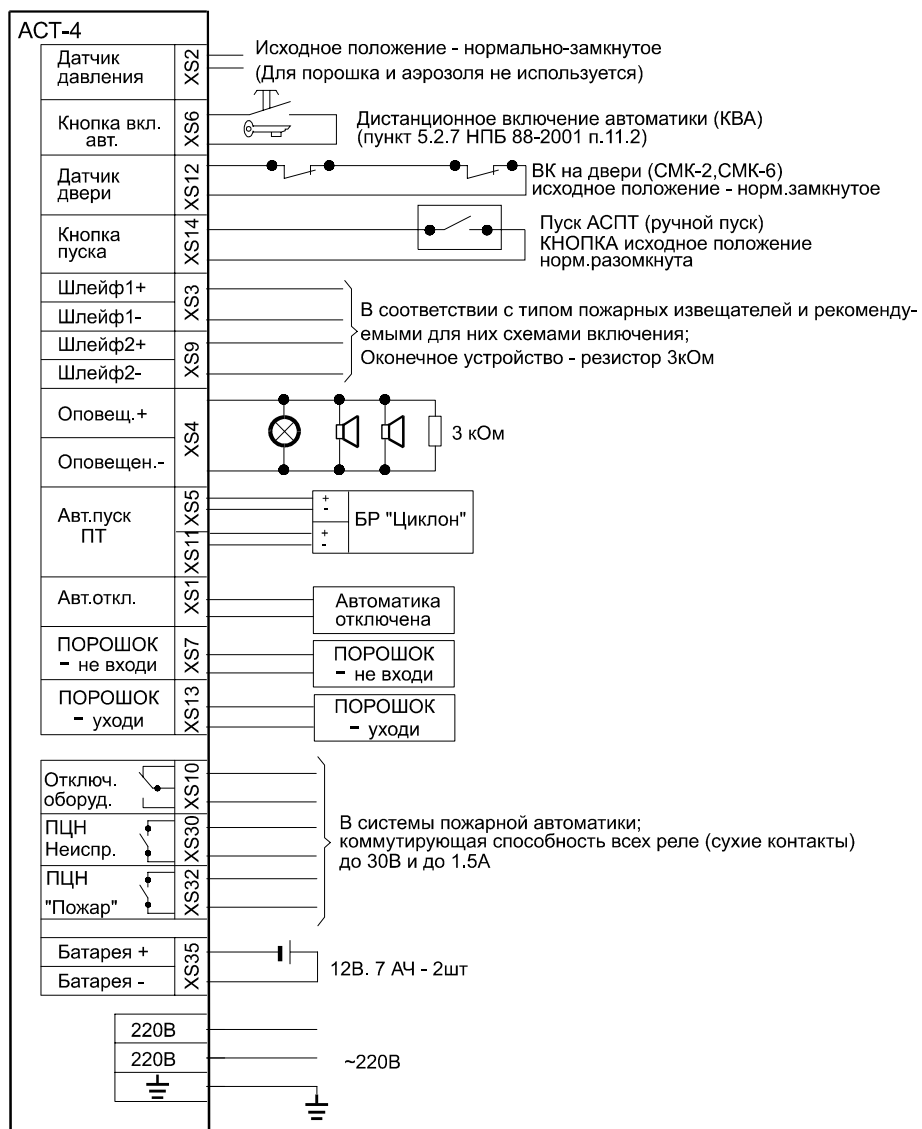 АСТ-4
Датчик
давления
XS2
Исходное положение - нормально-замкнутое
(Для порошка и аэрозоля не используется)
Кнопка вкл.
авт.
XS6
Дистанционное включение автоматики (КВА)
(пункт 5.2.7 НПБ 88-2001 п.11.2)
Датчик
двери
XS12
ВК на двери (СМК-2,СМК-6)
исходное положение - норм.замкнутое
Кнопка
пуска
XS14
Пуск АСПТ (ручной пуск)
КНОПКА исходное положение
норм.разомкнута
Шлейф1+
Шлейф1-
XS3
Шлейф2+
Шлейф2-
XS9
В соответствии с типом пожарных извещателей и рекоменду-
емыми для них схемами включения;
Оконечное устройство - резистор 3кОм
Оповещ.+
Оповещен.-
XS4
3 кОм
Авт.пуск
ПТ
XS5
XS11
+
-
+
-
БР "Циклон"
Авт.откл.
XS1
Автоматика
отключена
ПОРОШОК
- не входи
XS7
ПОРОШОК
- не входи
ПОРОШОК
- уходи
XS13
ПОРОШОК
- уходи
Отключ.
оборуд.
XS10
ПЦН
Неиспр.
XS30
ПЦН
"Пожар"
XS32
В системы пожарной автоматики;
коммутирующая способность всех реле (сухие контакты)
до 30В и до 1.5А
Батарея +
Батарея -
XS35
12В. 7 АЧ - 2шт
220В
220В
~220В